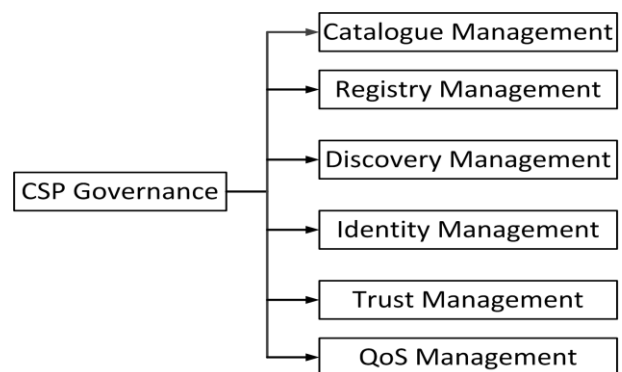 Catalogue Management
Registry Management
Discovery Management
CSP Governance
Identity Management
Trust Management
QoS Management